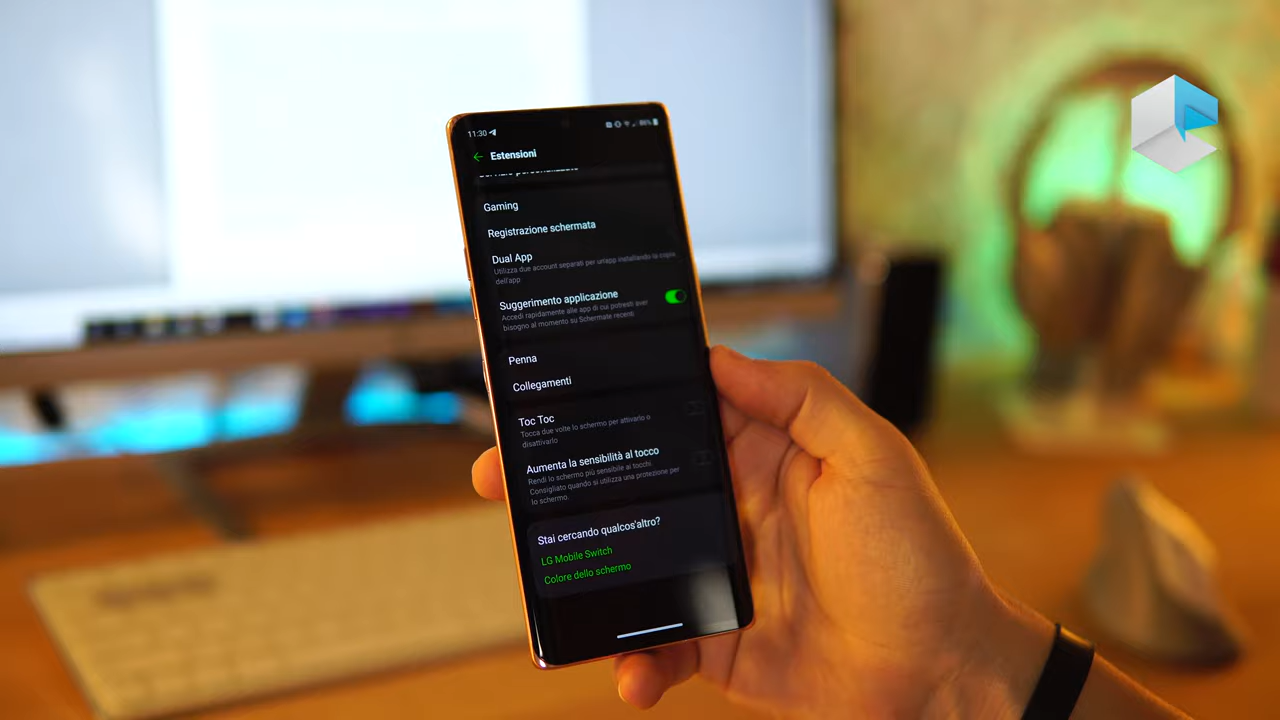 11:30
Estensioni
Gaming
Registrazione schermata
Dual App
Utilizza due account separati per un'app installando la copia
dell'app
Suggerimento applicazione
Accedi rapidamente alle app di cui potresti aver
bisogno al momento su Schermate recenti
Penna
Collegamenti
Toc Toc
Tocca due volte lo schermo per attivarlo o
disattivarlo
Aumenta la sensibilità al tocco
Rendi lo schermo più sensibile ai tocchi
Consigliato quando si utilizza una protezione per
lo schermo.
Stai cercando qualcos'altro?
LG Mobile Switch
Colore dello schermo